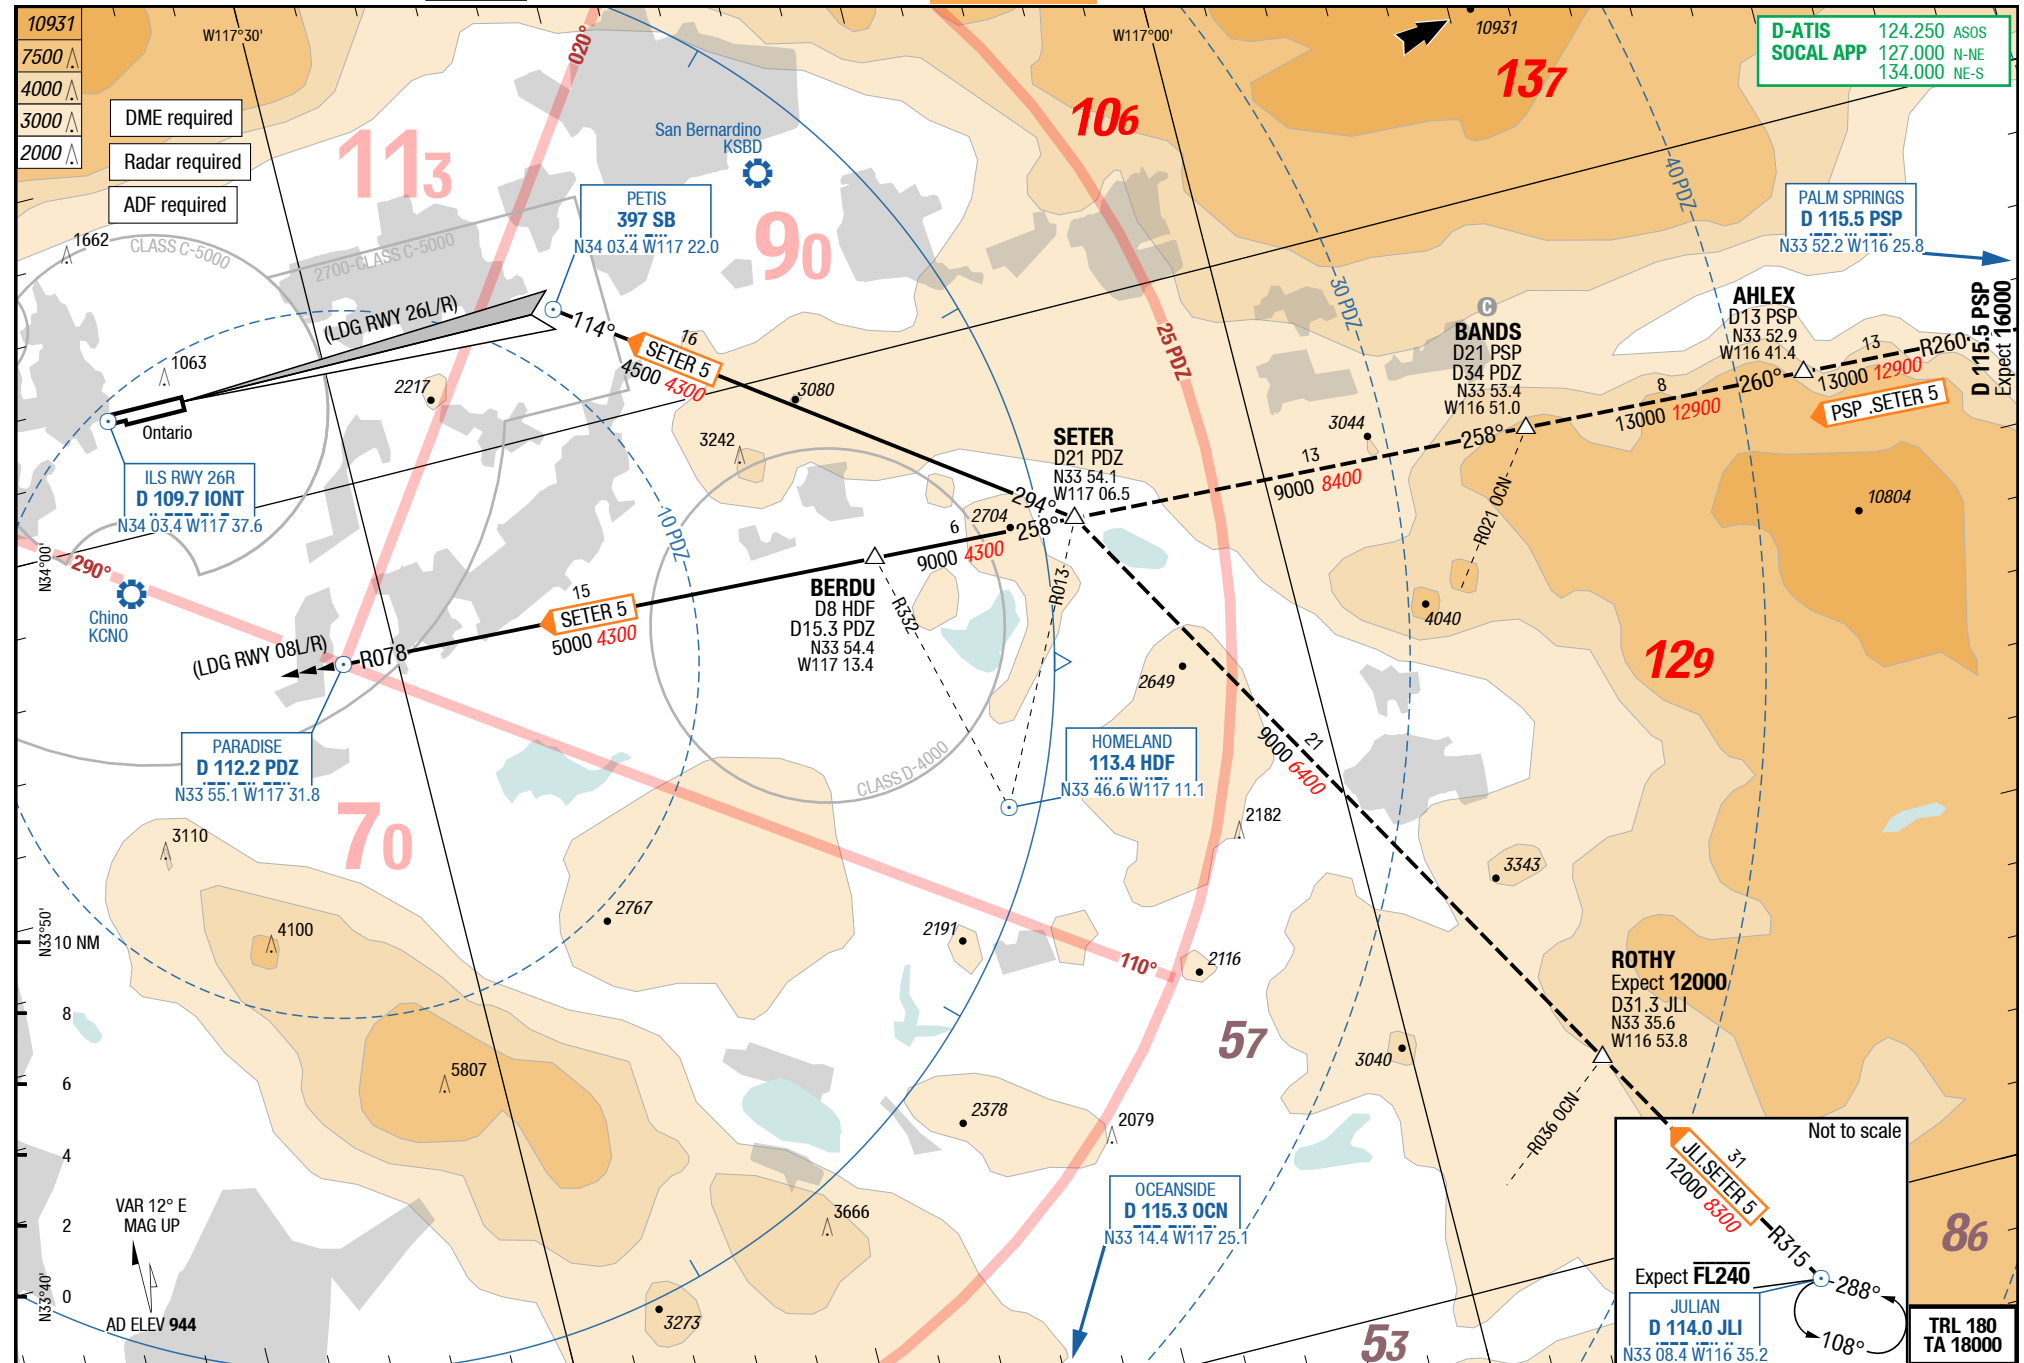 10931
7500
4000
3000
2000
DME required
Radar required
ADF required
W117°30'
020°
W117°00'
10931
137
106
113
90
D-ATIS 124.250 ASOS
SOCAL APP 127.000 N-NE
134.000 NE-S
San Bernardino
KSBD
PETIS
397 SB
N34 03.4 W117 22.0
40 PDZ
PALM SPRINGS
D 115.5 PSP
N33 52.2 W116 25.8
1662
CLASS C-5000
2700-CLASS C-5000
(LDG RWY 26L/R)
114°
16
SETER 5
4500 4300
25 PDZ
30 PDZ
C
BANDS
D21 PSP
D34 PDZ
N33 53.4
W116 51.0
AHLEX
D13 PSP
N33 52.9
W116 41.4
13
R260
13000 12900
D 115.5 PSP
Expect 16000
PSP .SETER 5
8
260°
13000 12900
1063
2217
3080
3242
3044
Ontario
ILS RWY 26R
D 109.7 IONT
N34 03.4 W117 37.6
SETER
D21 PDZ
N33 54.1
W117 06.5
13
258°
9000 8400
294°
2704
258°
6
9000 4300
R021 OCN
10804
10 PDZ
N34°00'
290°
Chino
KCNO
15
SETER 5
5000 4300
BERDU
D8 HDF
D15.3 PDZ
N33 54.4
W117 13.4
R332
R013
4040
(LDG RWY 08L/R)
R078
2649
129
PARADISE
D 112.2 PDZ
N33 55.1 W117 31.8
CLASS D-4000
HOMELAND
113.4 HDF
N33 46.6 W117 11.1
21
9000 6400
2182
3110
70
3343
4100
2767
2191
2116
110°
N33°50'
10 NM
8
6
4
2
0
N33°40'
57
ROTHY
Expect 12000
D31.3 JLI
N33 35.6
W116 53.8
3040
5807
2378
2079
R036 OCN
Not to scale
31
JLI.SETER 5
12000 8300
R315
OCEANSIDE
D 115.3 OCN
N33 14.4 W117 25.1
3666
3273
VAR 12° E
MAG UP
AD ELEV 944
86
53
Expect FL240
288°
108°
JULIAN
D 114.0 JLI
N33 08.4 W116 35.2
TRL 180
TA 18000